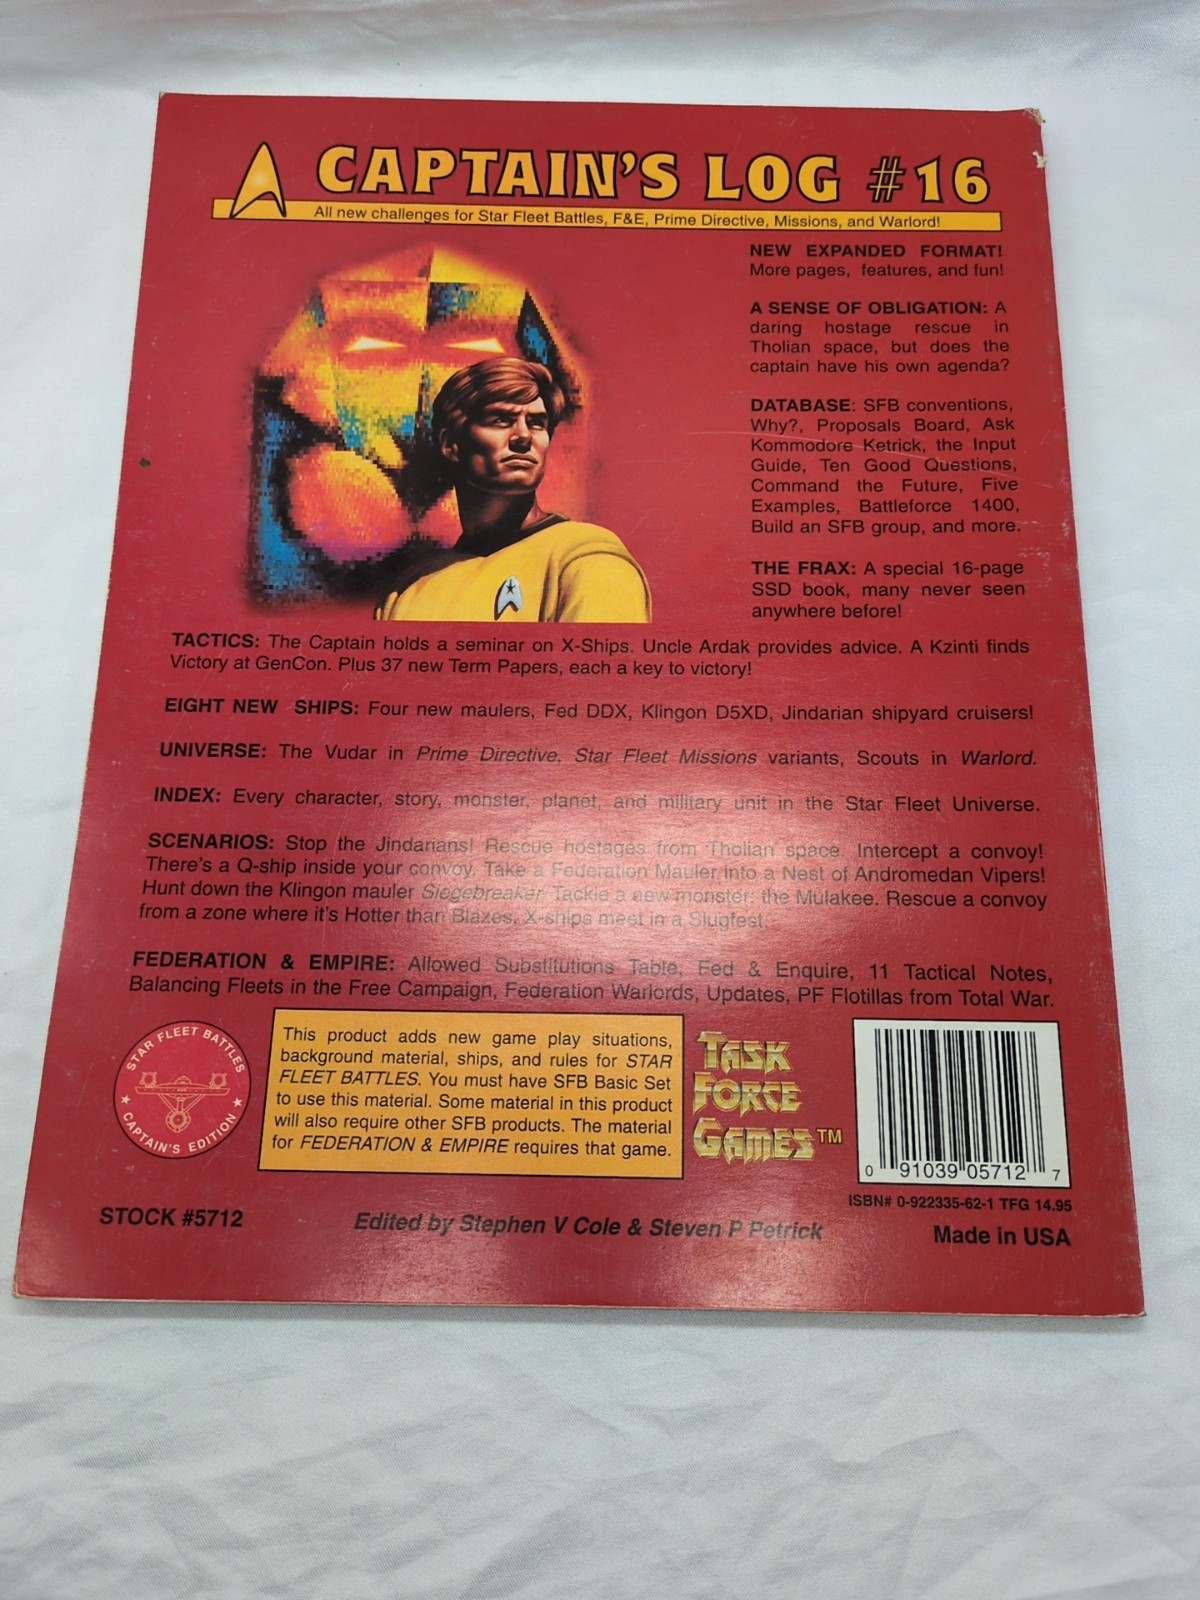 CAPTAIN'S LOG #16
All new challenges for Star Fleet Battles, F&E, Prime Directive, Missions, and Warlord!
NEW EXPANDED FORMAT!
More pages, features, and fun!
A SENSE OF OBLIGATION: A
daring hostage rescue in
Tholian space, but does the
captain have his own agenda?
DATABASE: SFB conventions,
Why?, Proposals Board, Ask
Kommodore Ketrick, the Input
Guide, Ten Good Questions,
Command the Future, Five
Examples, Battleforce 1400,
Build an SFB group, and more.
THE FRAX: A special 16-page
SSD book, many never seen
anywhere before!
TACTICS: The Captain holds a seminar on X-Ships. Uncle Ardak provides advice. A Kzinti finds
Victory at GenCon. Plus 37 new Term Papers, each a key to victory!
EIGHT NEW SHIPS: Four new maulers, Fed DDX, Klingon D5XD, Jindarian shipyard cruisers!
UNIVERSE: The Vudar in Prime Directive, Star Fleet Missions variants, Scouts in Warlord.
INDEX: Every character, story, monster, planet, and military unit in the Star Fleet Universe.
SCENARIOS: Stop the Jindarians! Rescue hostages from Tholian space. Intercept a convoy!
There's a Q-ship inside your convoy. Take a Federation Mauler into a Nest of Andromedan Vipers!
Hunt down the Klingon mauler Siegebreaker. Tackle a new monster: the Mulakee. Rescue a convoy
from a zone where it's Hotter than Blazes. X-ships meet in a Slugfest.
FEDERATION & EMPIRE: Allowed Substitutions Table, Fed & Enquire, 11 Tactical Notes,
Balancing Fleets in the Free Campaign, Federation Warlords, Updates, PF Flotillas from Total War.
STAR FLEET BATTLES
CAPTAIN'S EDITION
This product adds new game play situations,
background material, ships, and rules for STAR
FLEET BATTLES. You must have SFB Basic Set
to use this material. Some material in this product
will also require other SFB products. The material
for FEDERATION & EMPIRE requires that game.
TASK
FORCE
GAMES™
0 91039 05712 7
ISBN# 0-922335-62-1 TFG 14.95
STOCK #5712
Edited by Stephen V Cole & Steven P Petrick
Made in USA